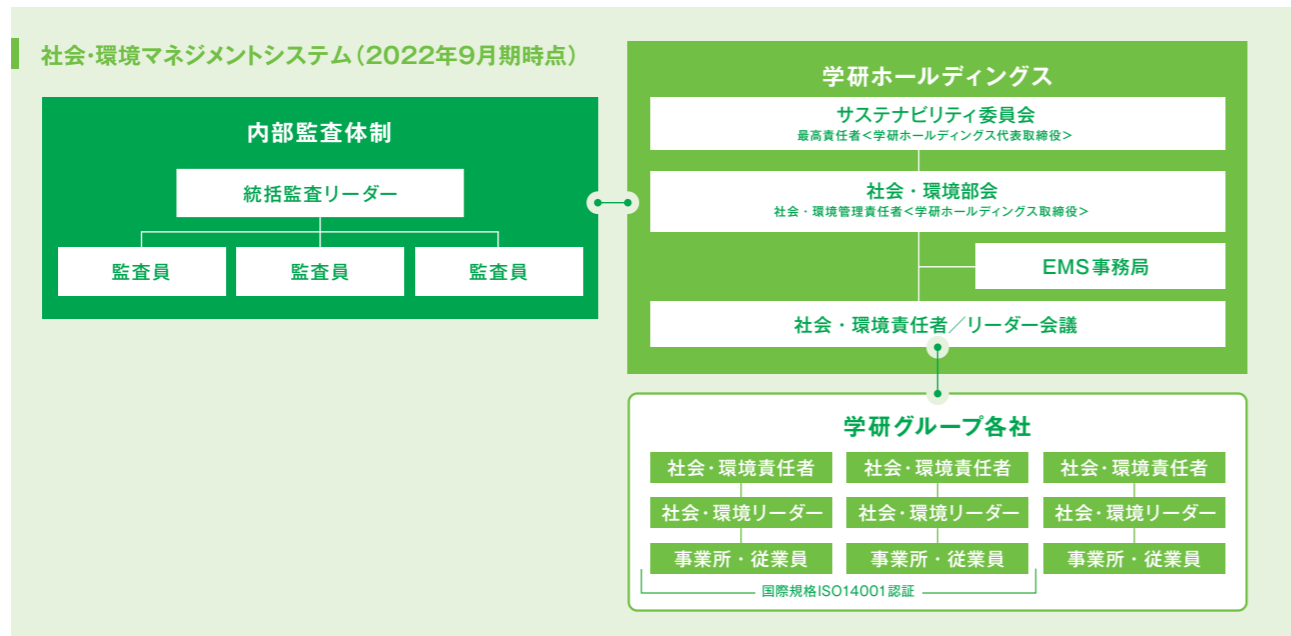 社会・環境マネジメントシステム（2022年9月期時点）
内部監査体制
統括監査リーダー
監査員
監査員
監査員
学研ホールディングス
サステナビリティ委員会
最高責任者＜学研ホールディングス代表取締役＞
社会・環境部会
社会・環境管理責任者＜学研ホールディングス取締役＞
EMS事務局
社会・環境責任者／リーダー会議
学研グループ各社
社会・環境責任者
社会・環境責任者
社会・環境責任者
社会・環境リーダー
社会・環境リーダー
社会・環境リーダー
事業所・従業員
事業所・従業員
事業所・従業員
国際規格ISO14001認証